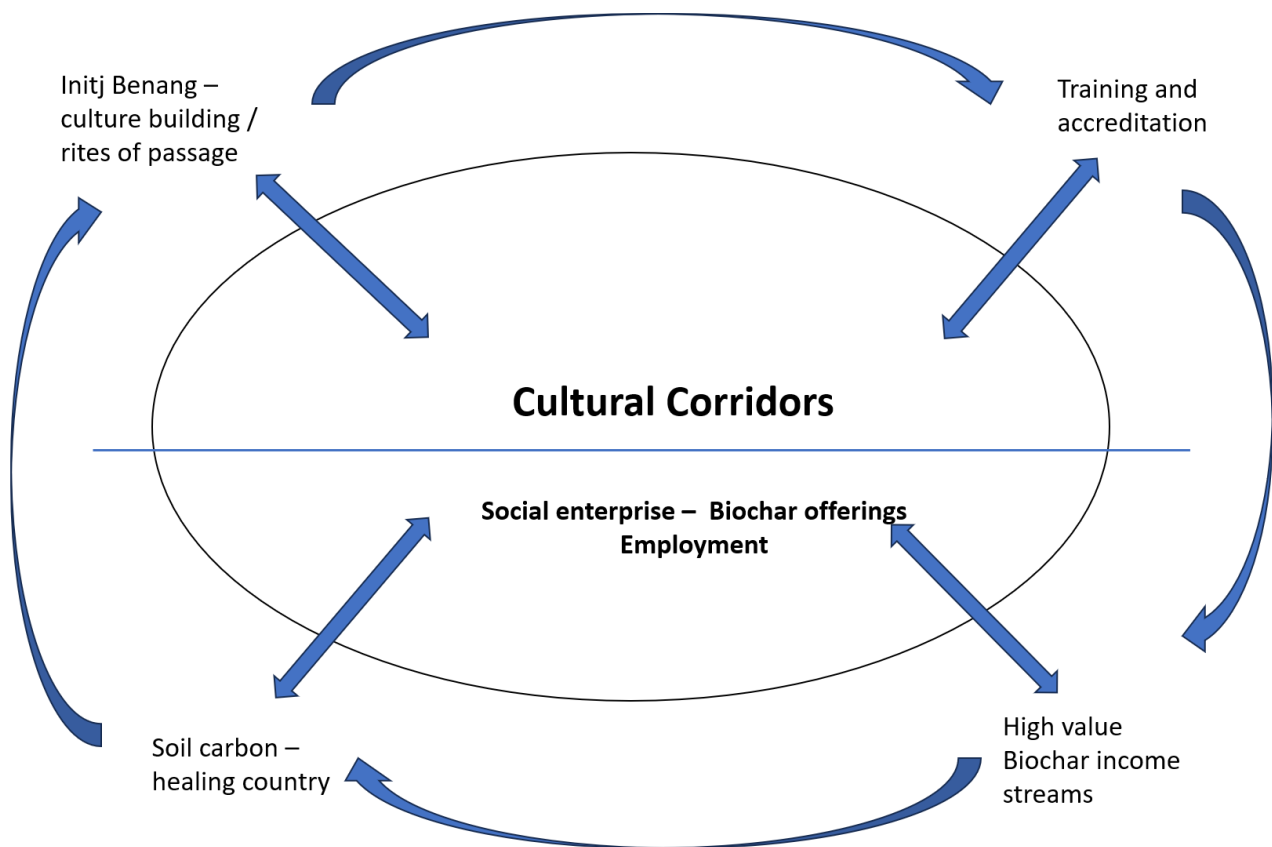 Initj Benang –
culture building /
rites of passage
Training and
accreditation
Cultural Corridors
Social enterprise –  Biochar offerings
Employment
Soil carbon –
healing country
High value
Biochar income
streams